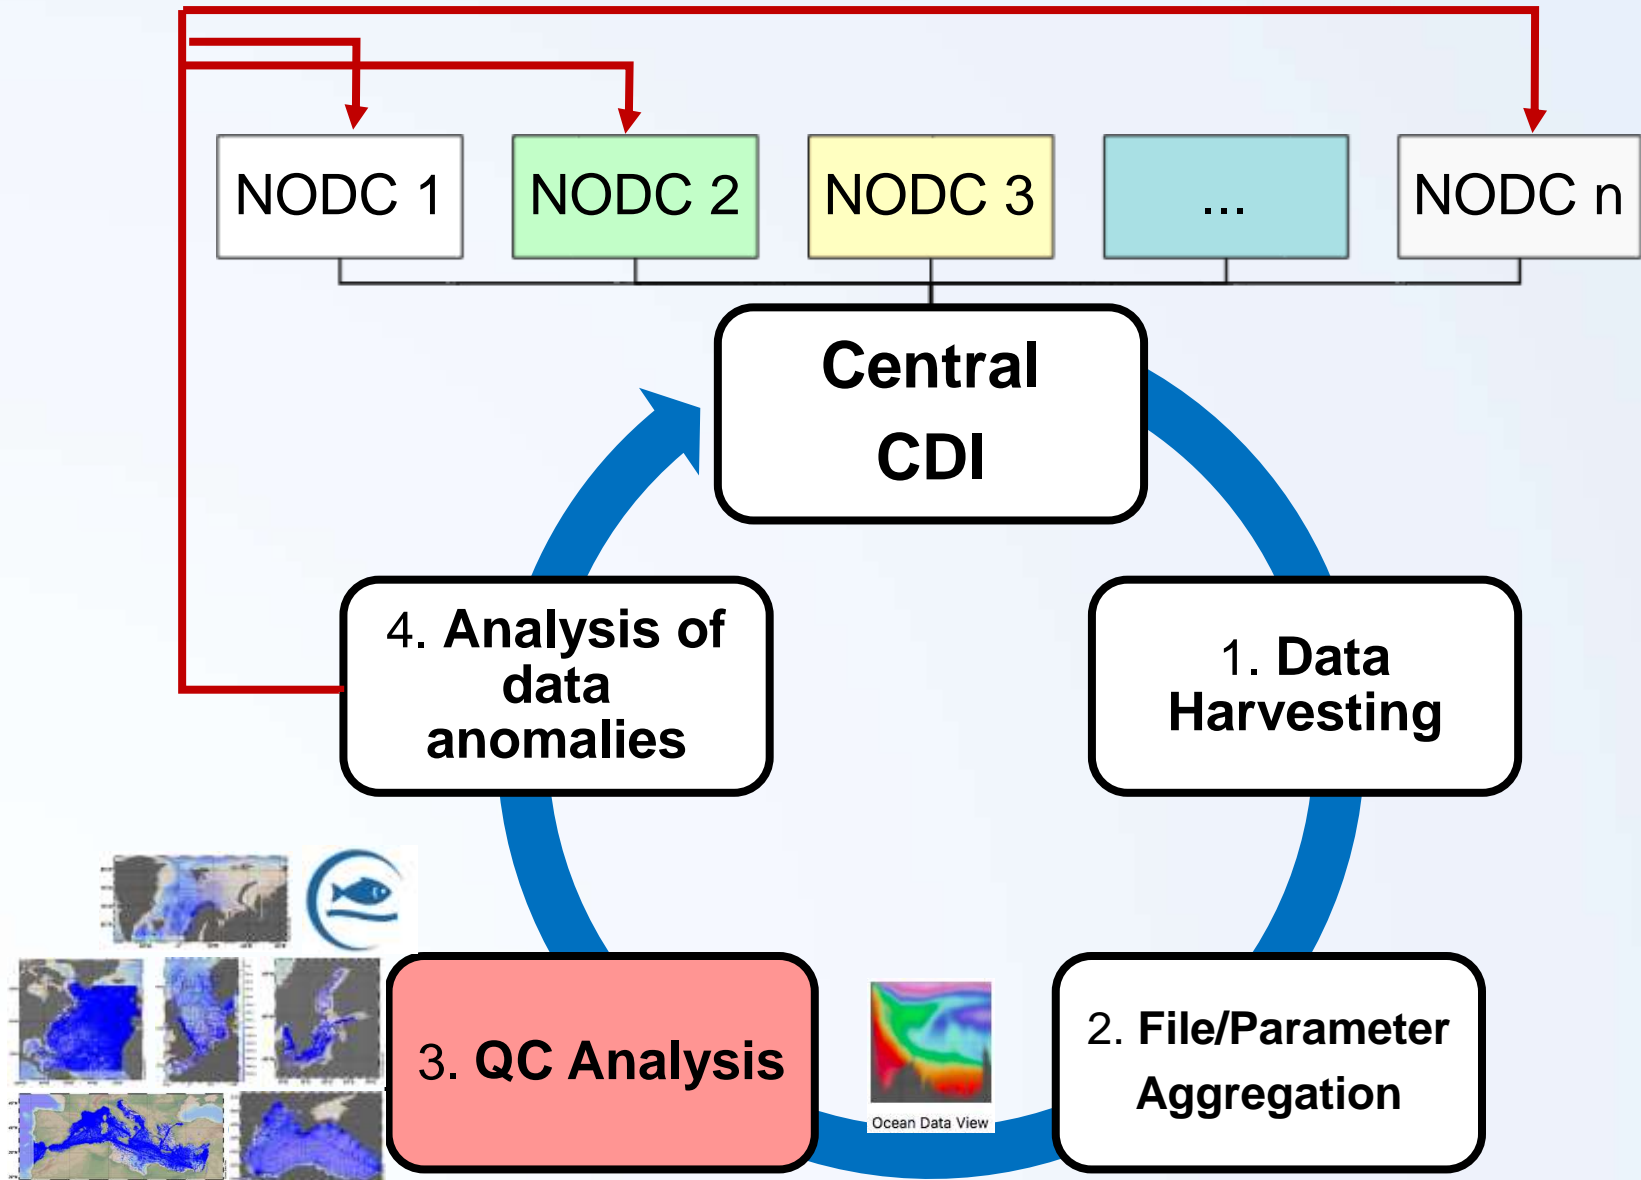 NODC 1
NODC 2
NODC 3
...
NODC n
Central
CDI
4. Analysis of
data
anomalies
1. Data
Harvesting
3. QC Analysis
Ocean Data View
2. File/Parameter
Aggregation